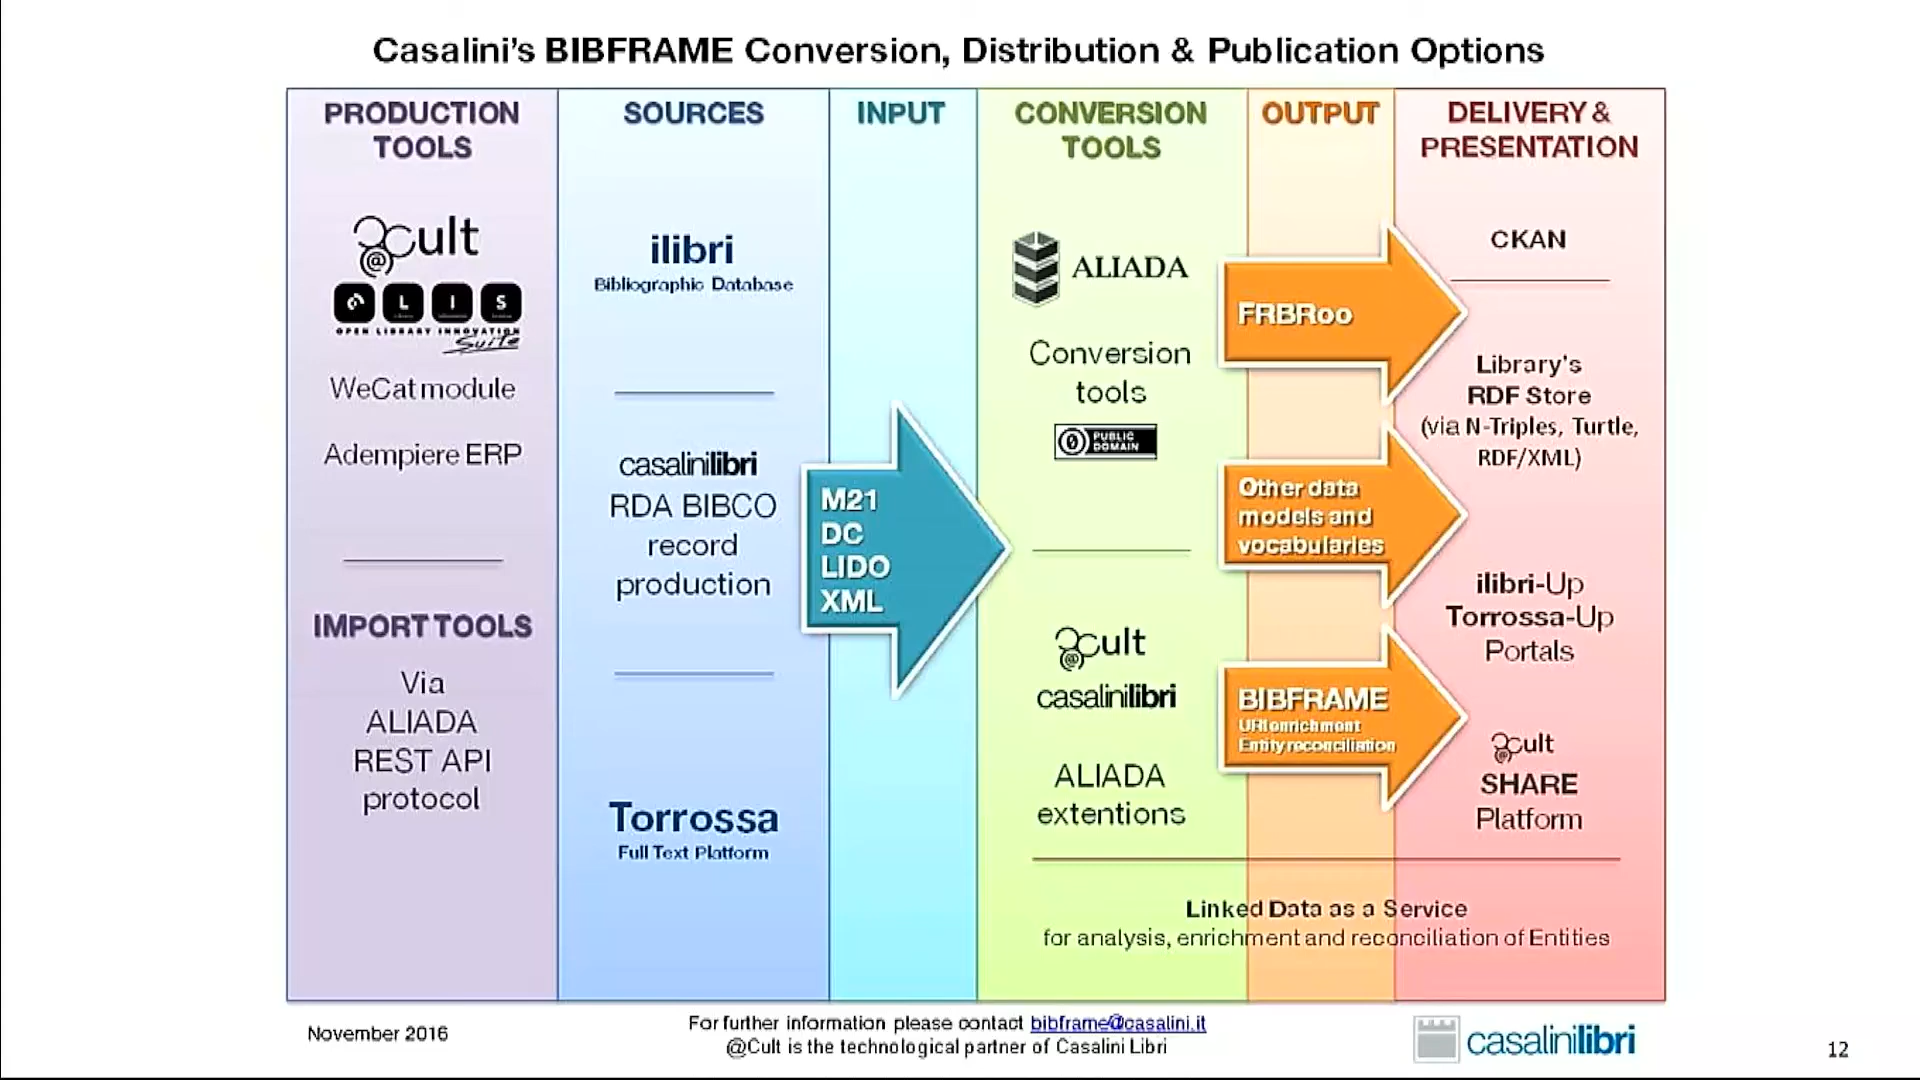 Casalini's BIBFRAME Conversion, Distribution & Publication Options
PRODUCTION
TOOLS
@cult
OLIS
OPEN LIBRARY INNOVATION
Suite
WeCat module
Adempiere ERP
IMPORT TOOLS
Via
ALIADA
REST API
protocol
SOURCES
ilibri
Bibliographic Database
casalinilibri
RDA BIBCO
record
production
Torrossa
Full Text Platform
INPUT
M21
DC
LIDO
XML
CONVERSION
TOOLS
ALIADA
Conversion
tools
PUBLIC
DOMAIN
@cult
casalinilibri
ALIADA
extentions
OUTPUT
FRBRoo
Other data
models and
vocabularies
BIBFRAME
URI enrichment
Entity reconciliation
DELIVERY &
PRESENTATION
CKAN
Library's
RDF Store
(via N-Triples, Turtle,
RDF/XML)
ilibri-Up
Torrossa-Up
Portals
@cult
SHARE
Platform
Linked Data as a Service
for analysis, enrichment and reconciliation of Entities
November 2016
For further information please contact bibframe@casalini.it
@Cult is the technological partner of Casalini Libri
casalinilibri
12